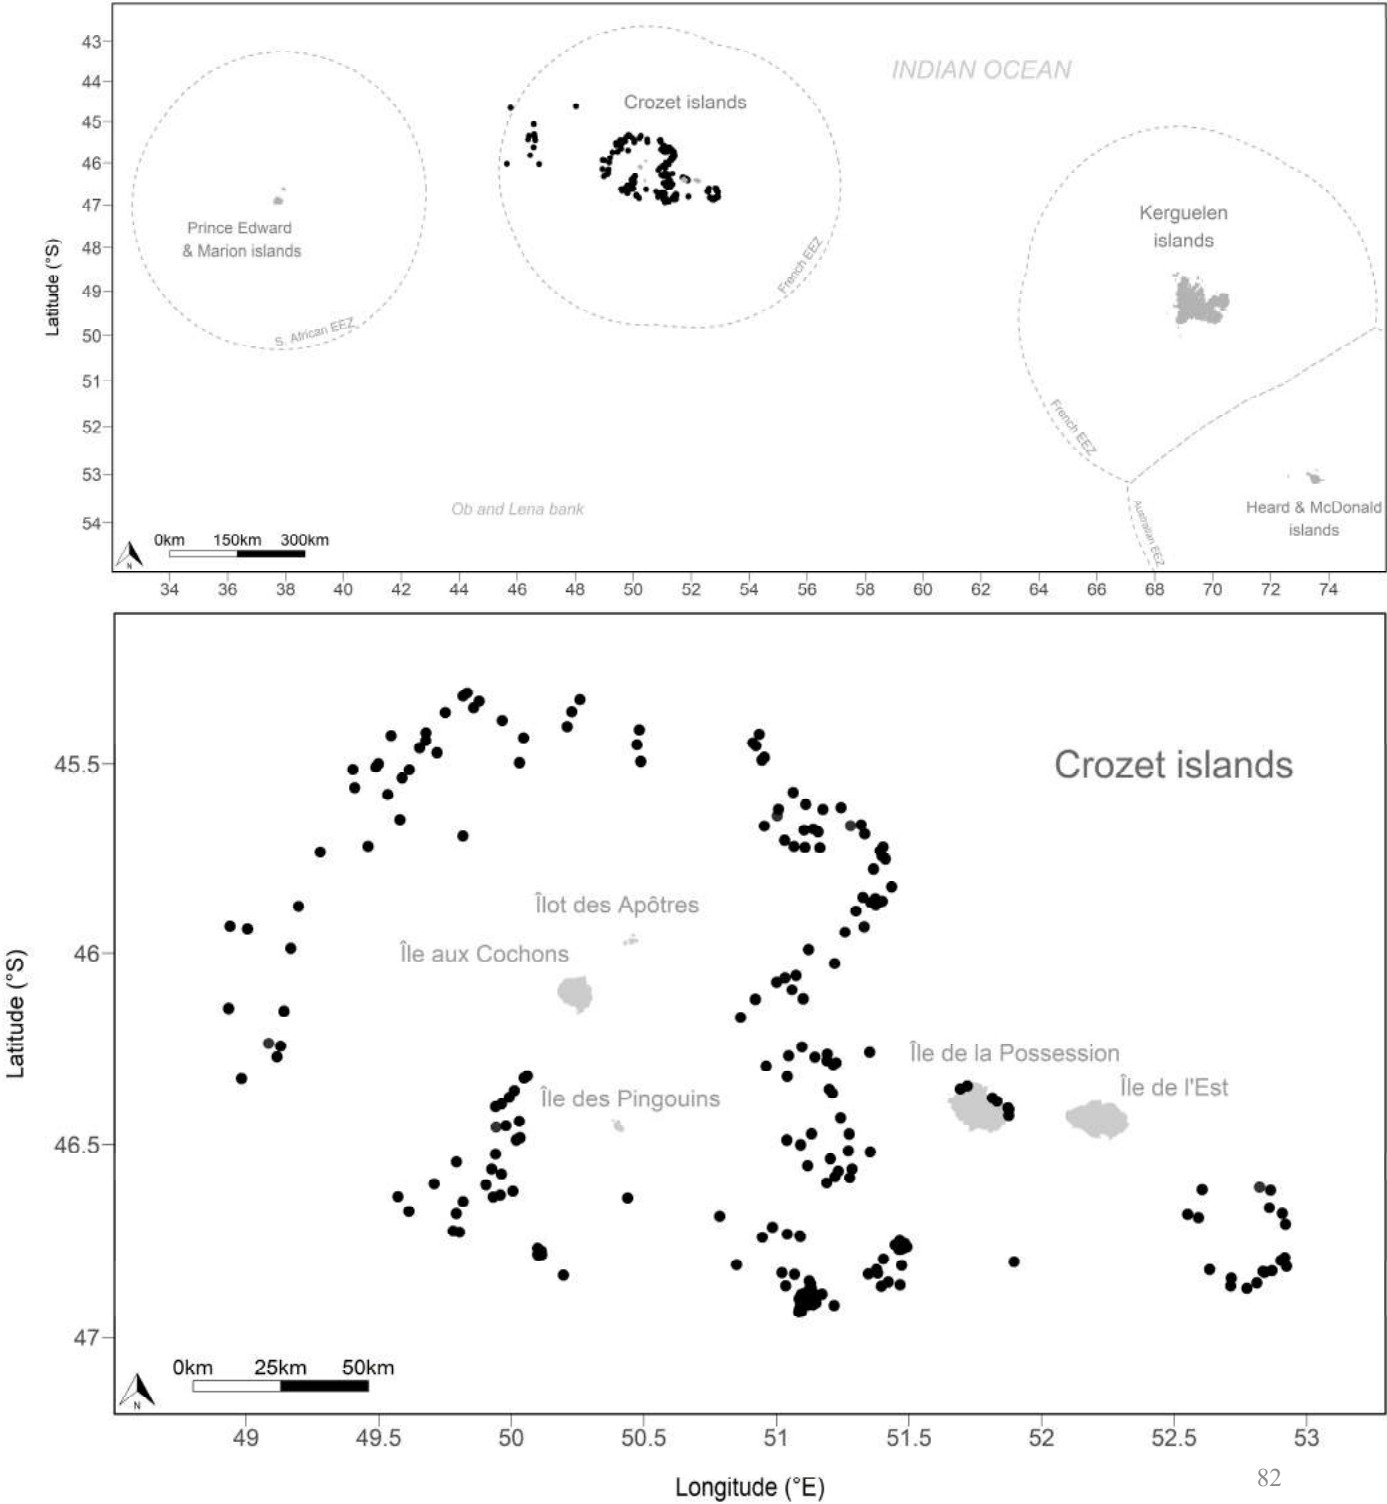 43
44
45
46
47
48
49
50
51
52
53
54
Latitude (°S)
INDIAN OCEAN
Crozet islands
Prince Edward
& Marion islands
S. African EEZ
French EEZ
Kerguelen
islands
French EEZ
Australian EEZ
Heard & McDonald
islands
Ob and Lena bank
0km 150km 300km
N
34 36 38 40 42 44 46 48 50 52 54 56 58 60 62 64 66 68 70 72 74
45.5
46
46.5
47
Latitude (°S)
Crozet islands
Îlot des Apôtres
Île aux Cochons
Île de la Possession
Île de l'Est
Île des Pingouins
0km 25km 50km
N
49 49.5 50 50.5 51 51.5 52 52.5 53
Longitude (°E)
82